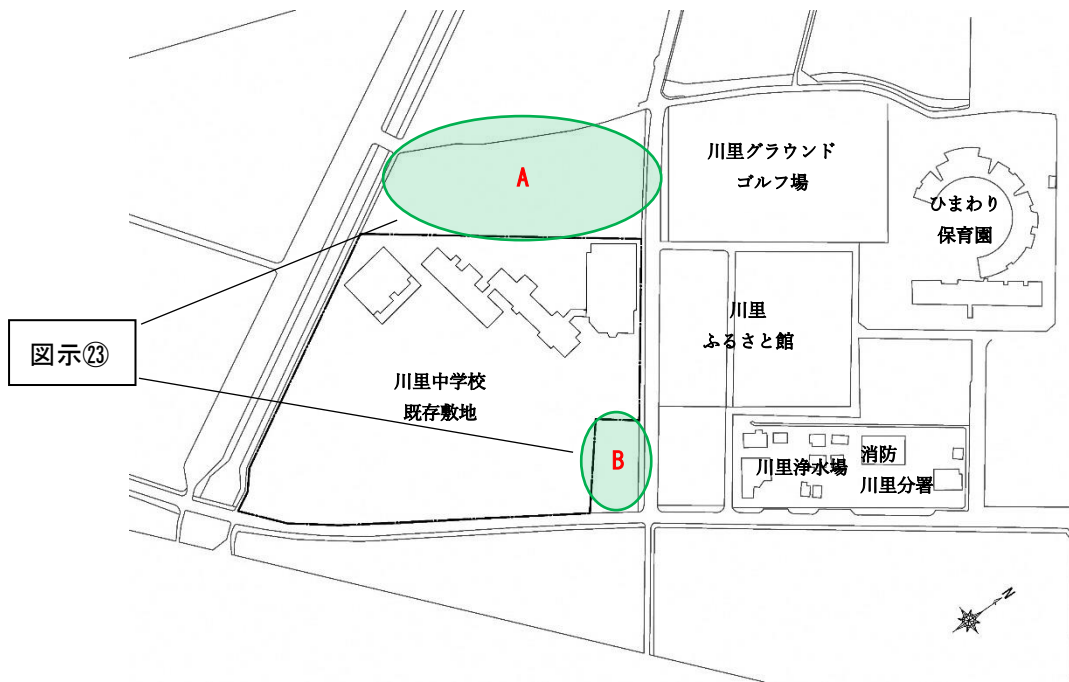 A
川里グラウンド
ゴルフ場
ひまわり
保育園
図示㉓
川里
ふるさと館
川里中学校
既存敷地
B
川里浄水場
消防
川里分署
N